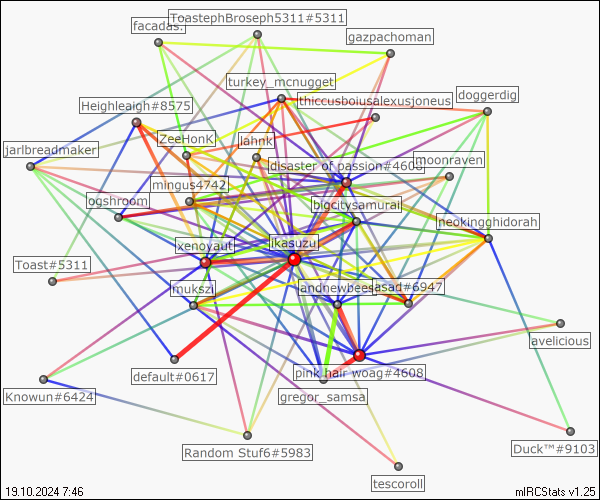 ToastephBroseph5311#5311
facadas.
gazpachoman
turkey_mcnugget
doggerdig
thiccusboiusalexusjoneus
Heighleaigh#8575
ZeeHonK
lahnk
jarlbreadmaker
disaster of passion#4608
moonraven
mingus4742
ogshroom
bigcitysamurai
neokingghidorah
xenoyaut
ikasuzu
Toast#5311
mukszi
andnewbees
asad#6947
avelicious
default#0617
pink hair woag#4608
Knowun#6424
gregor_samsa
Random Stuf6#5983
Duck™#9103
tescoroll
19.10.2024 7:46
mIRCStats v1.25